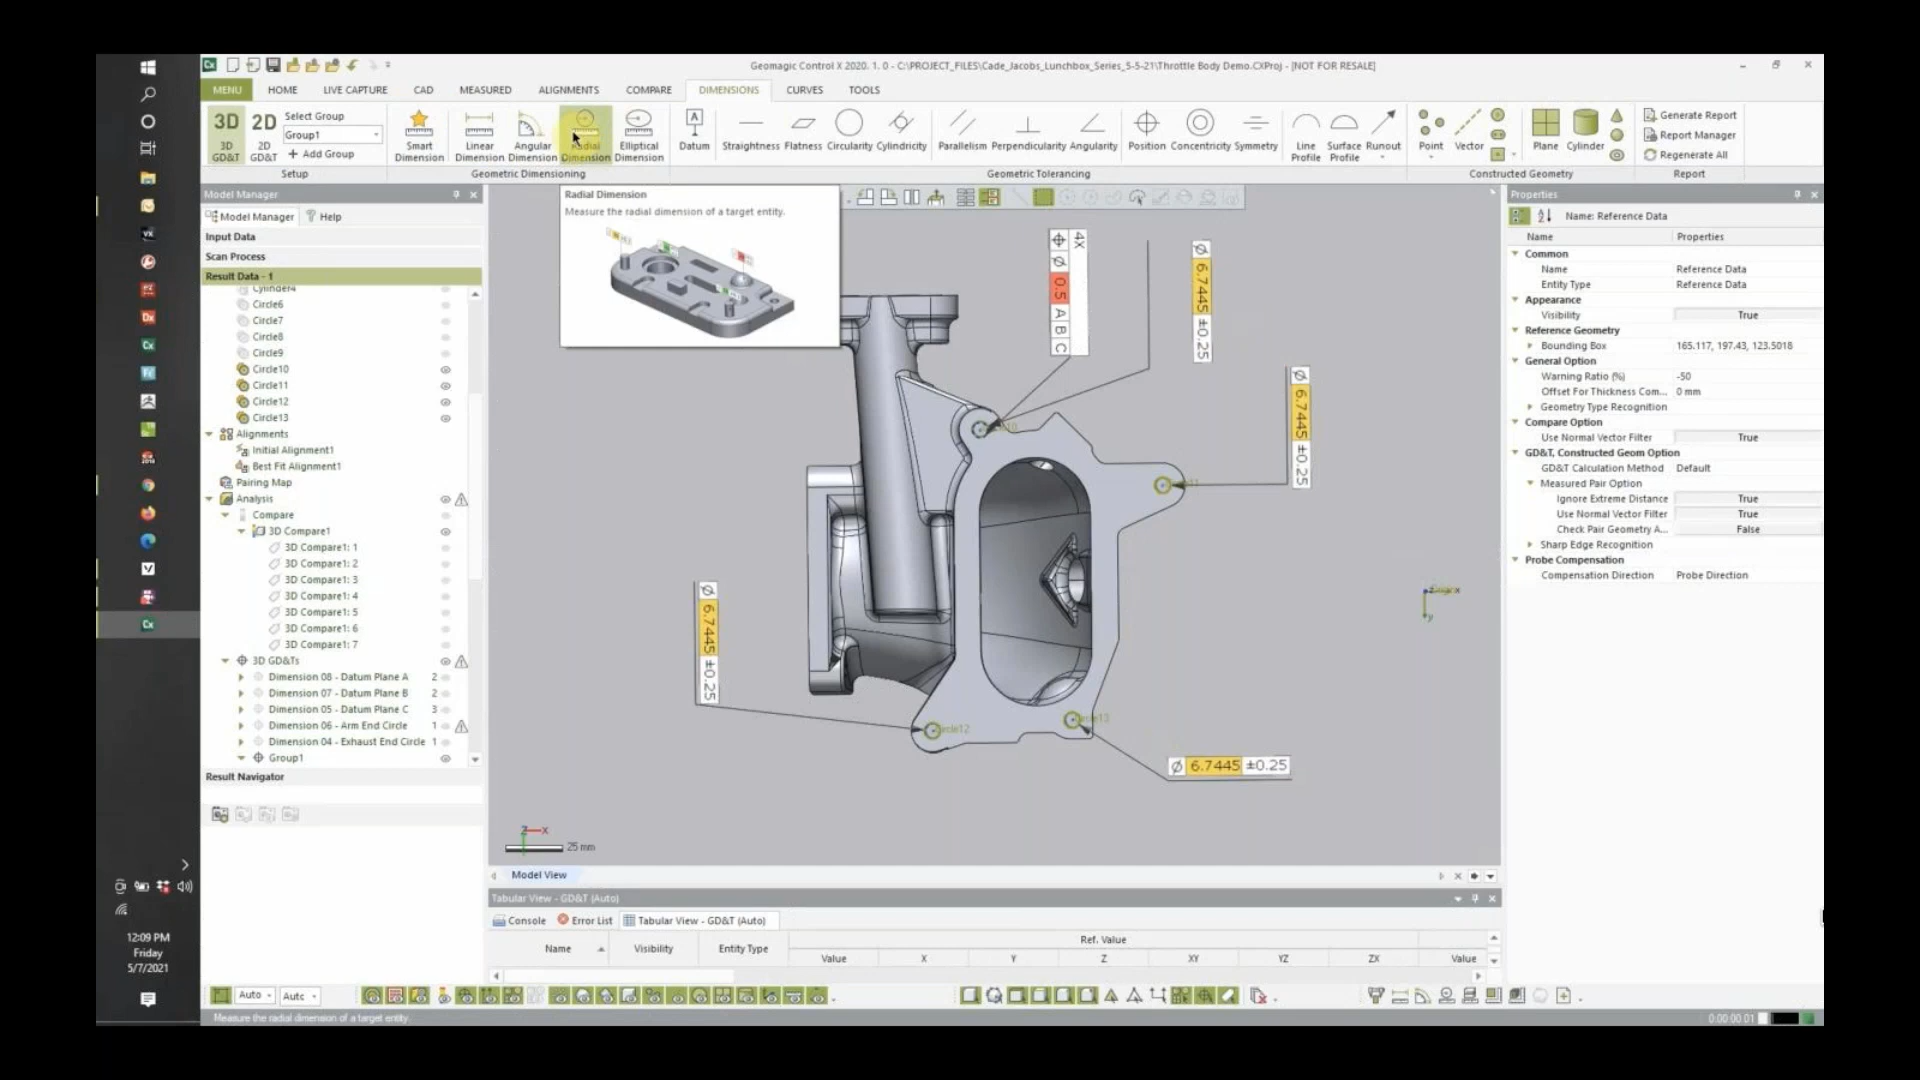 Geomagic Control X 2020. 1. 0 - C:\PROJECT_FILES\Cade_Jacobs_Lunchbox_Series_5-5-21\Throttle Body Demo.CXProj - [NOT FOR RESALE]
MENU HOME LIVE CAPTURE CAD MEASURED ALIGNMENTS COMPARE DIMENSIONS CURVES TOOLS
3D GD&T
2D GD&T
Select Group
Group1
Add Group
Smart Dimension
Linear Dimension
Angular Dimension
Radial Dimension
Elliptical Dimension
Datum
Straightness
Flatness
Circularity
Cylindricity
Parallelism
Perpendicularity
Angularity
Position
Concentricity
Symmetry
Line Profile
Surface Profile
Runout
Point
Vector
Plane
Cylinder
Generate Report
Report Manager
Regenerate All
Setup
Geometric Dimensioning
Geometric Tolerancing
Constructed Geometry
Report
Model Manager
Model Manager Help
Input Data
Scan Process
Result Data - 1
Cylinder4
Circle6
Circle7
Circle8
Circle9
Circle10
Circle11
Circle12
Circle13
Alignments
Initial Alignment1
Best Fit Alignment1
Pairing Map
Analysis
Compare
3D Compare1
3D Compare1: 1
3D Compare1: 2
3D Compare1: 3
3D Compare1: 4
3D Compare1: 5
3D Compare1: 6
3D Compare1: 7
3D GD&Ts
Dimension 08 - Datum Plane A 2
Dimension 07 - Datum Plane B 2
Dimension 05 - Datum Plane C 3
Dimension 06 - Arm End Circle 1
Dimension 04 - Exhaust End Circle 1
Group1
Result Navigator
Auto
Radial Dimension
Measure the radial dimension of a target entity.
4X
⌖ ⌀ 0.5 A B C
⌀ 6.7445 ±0.25
⌀ 6.7445 ±0.25
⌀ 6.7445 ±0.25
⌀ 6.7445 ±0.25
Z X
25 mm
Model View
Tabular View - GD&T (Auto)
Console Error List Tabular View - GD&T (Auto)
Name Visibility Entity Type Ref. Value
Value X Y Z XY YZ ZX Value
Properties
Name: Reference Data
Name Properties
Common
Name Reference Data
Entity Type Reference Data
Appearance
Visibility True
Reference Geometry
Bounding Box 165.117, 197.43, 123.5018
General Option
Warning Ratio (%) -50
Offset For Thickness Com... 0 mm
Geometry Type Recognition
Compare Option
Use Normal Vector Filter True
GD&T, Constructed Geom Option
GD&T Calculation Method Default
Measured Pair Option
Ignore Extreme Distance True
Use Normal Vector Filter True
Check Pair Geometry A... False
Sharp Edge Recognition
Probe Compensation
Compensation Direction Probe Direction
12:09 PM
Friday
5/7/2021
Measure the radial dimension of a target entity.
0:00:00.01